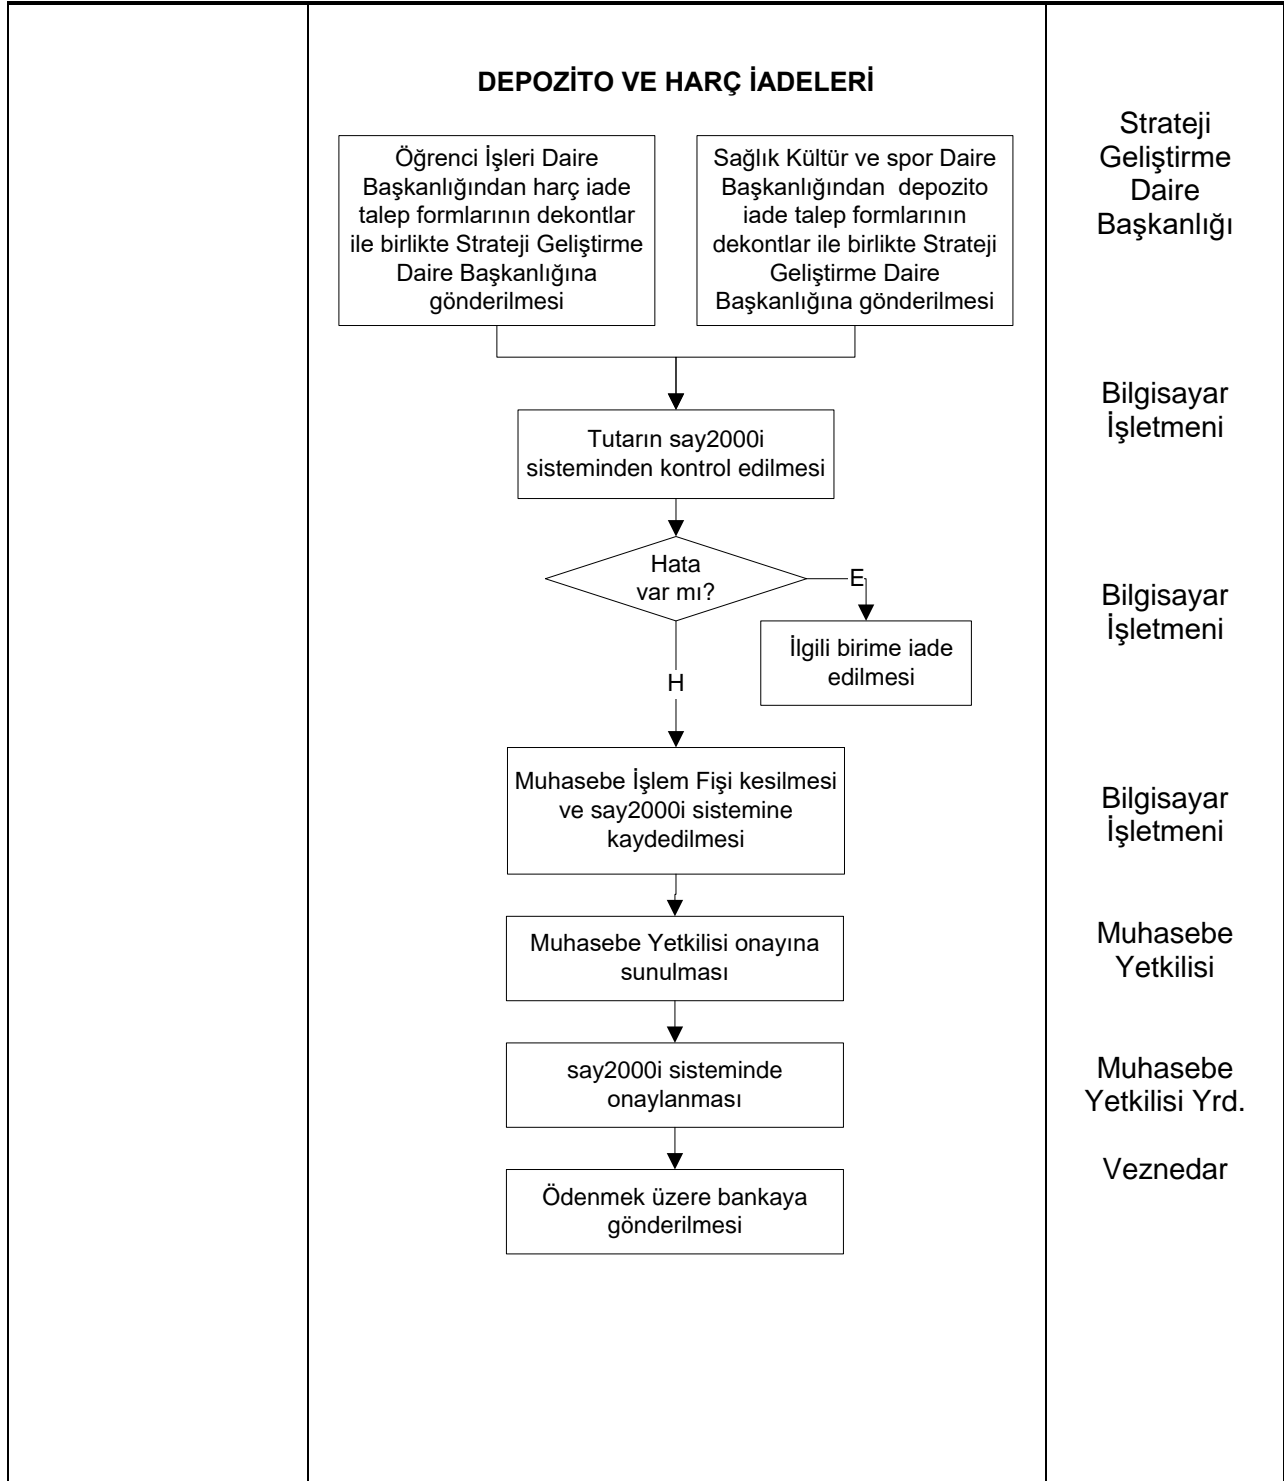 DEPOZİTO VE HARÇ İADELERİ
Öğrenci İşleri Daire
Başkanlığından harç iade
talep formlarının dekontlar
ile birlikte Strateji Geliştirme
Daire Başkanlığına
gönderilmesi
Sağlık Kültür ve spor Daire
Başkanlığından depozito
iade talep formlarının
dekontlar ile birlikte Strateji
Geliştirme Daire
Başkanlığına gönderilmesi
Strateji
Geliştirme
Daire
Başkanlığı
Tutarın say2000i
sisteminden kontrol edilmesi
Bilgisayar
İşletmeni
Hata
var mı?
E
İlgili birime iade
edilmesi
H
Bilgisayar
İşletmeni
Muhasebe İşlem Fişi kesilmesi
ve say2000i sistemine
kaydedilmesi
Bilgisayar
İşletmeni
Muhasebe Yetkilisi onayına
sunulması
Muhasebe
Yetkilisi
say2000i sisteminde
onaylanması
Muhasebe
Yetkilisi Yrd.
Ödenmek üzere bankaya
gönderilmesi
Veznedar